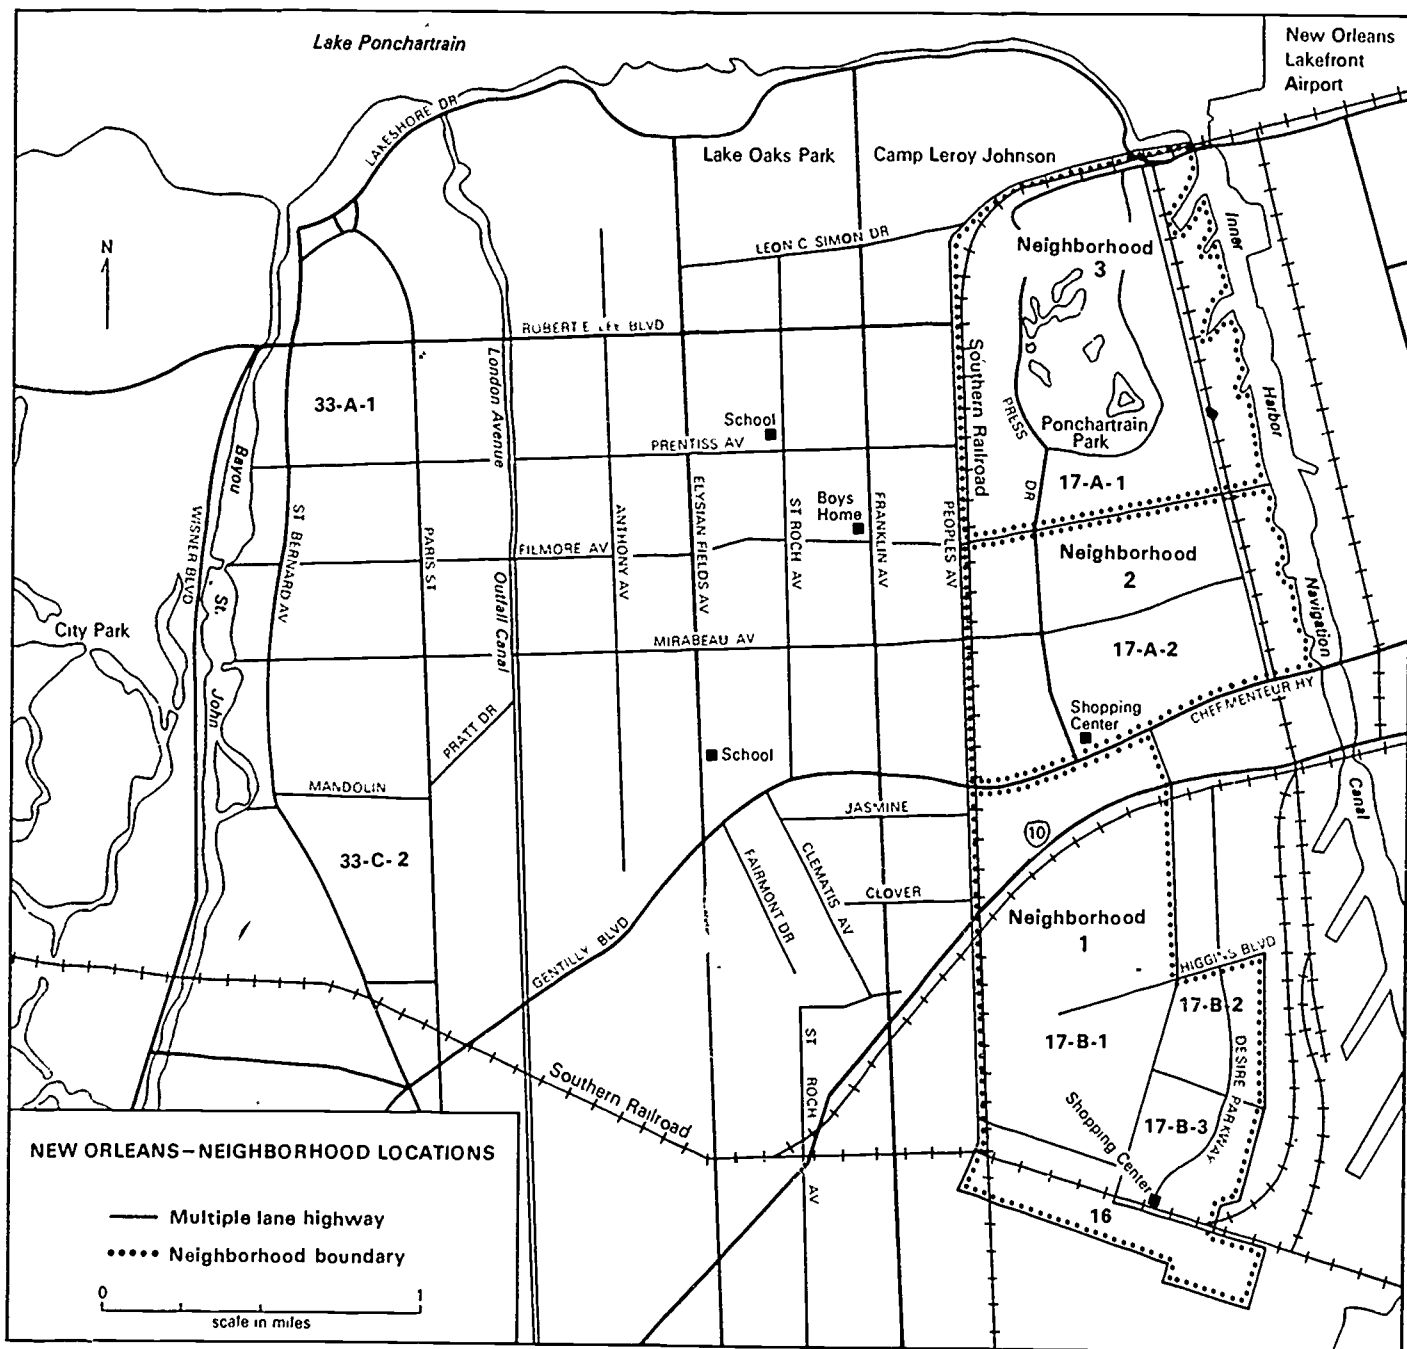 Lake Ponchartrain
New Orleans
Lakefront
Airport
LAKESHORE DR
Lake Oaks Park
Camp Leroy Johnson
N
LEON C SIMON DR
Neighborhood
3
Inner
ROBERT E LEE BLVD
London Avenue
Southern Railroad
33-A-1
School
PRENTISS AV
PRESS
DR
Ponchartrain
Park
Harbor
Bayou
17-A-1
WISNER BLVD
ST. BERNARD AV
PARIS ST
ANTHONY AV
ELYSIAN FIELDS AV
ST ROCH AV
Boys
Home
FRANKLIN AV
PEOPLES AV
FILMORE AV
Neighborhood
2
Outfall Canal
Navigation
St.
City Park
MIRABEAU AV
17-A-2
John
PRATT DR
Shopping
Center
CHEF MENTEUR HY
School
MANDOLIN
JASMINE
Canal
10
33-C-2
FAIRMONT DR
CLEMATIS AV
CLOVER
Neighborhood
1
GENTILLY BLVD
HIGGINS BLVD
17-B-2
17-B-1
DESIRE PARKWAY
ST ROCH AV
Southern Railroad
Shopping Center
17-B-3
16
NEW ORLEANS–NEIGHBORHOOD LOCATIONS
Multiple lane highway
Neighborhood boundary
0 1
scale in miles